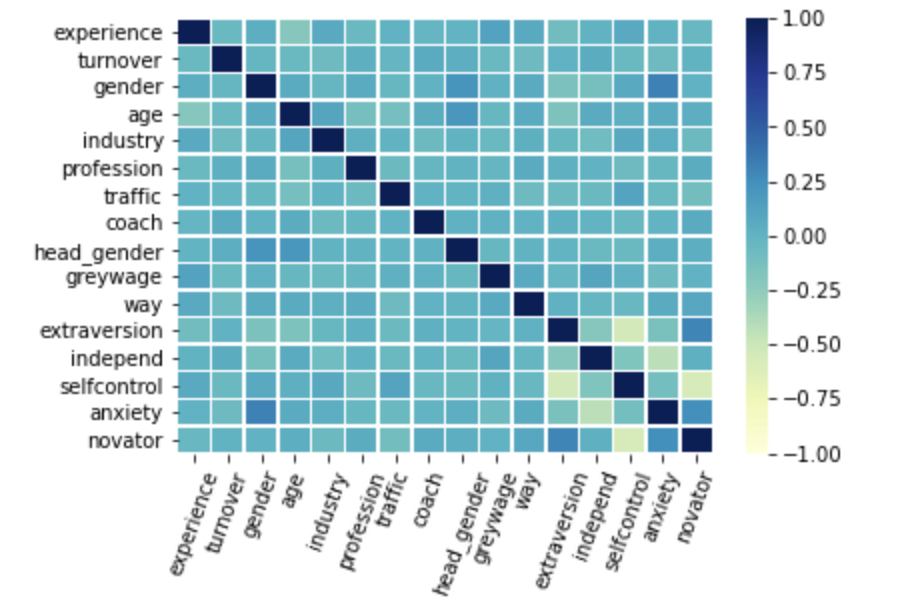 experience
turnover
gender
age
industry
profession
traffic
coach
head_gender
greywage
way
extraversion
independ
selfcontrol
anxiety
novator
experience
turnover
gender
age
industry
profession
traffic
coach
head_gender
greywage
way
extraversion
independ
selfcontrol
anxiety
novator
1.00
0.75
0.50
0.25
0.00
−0.25
−0.50
−0.75
−1.00